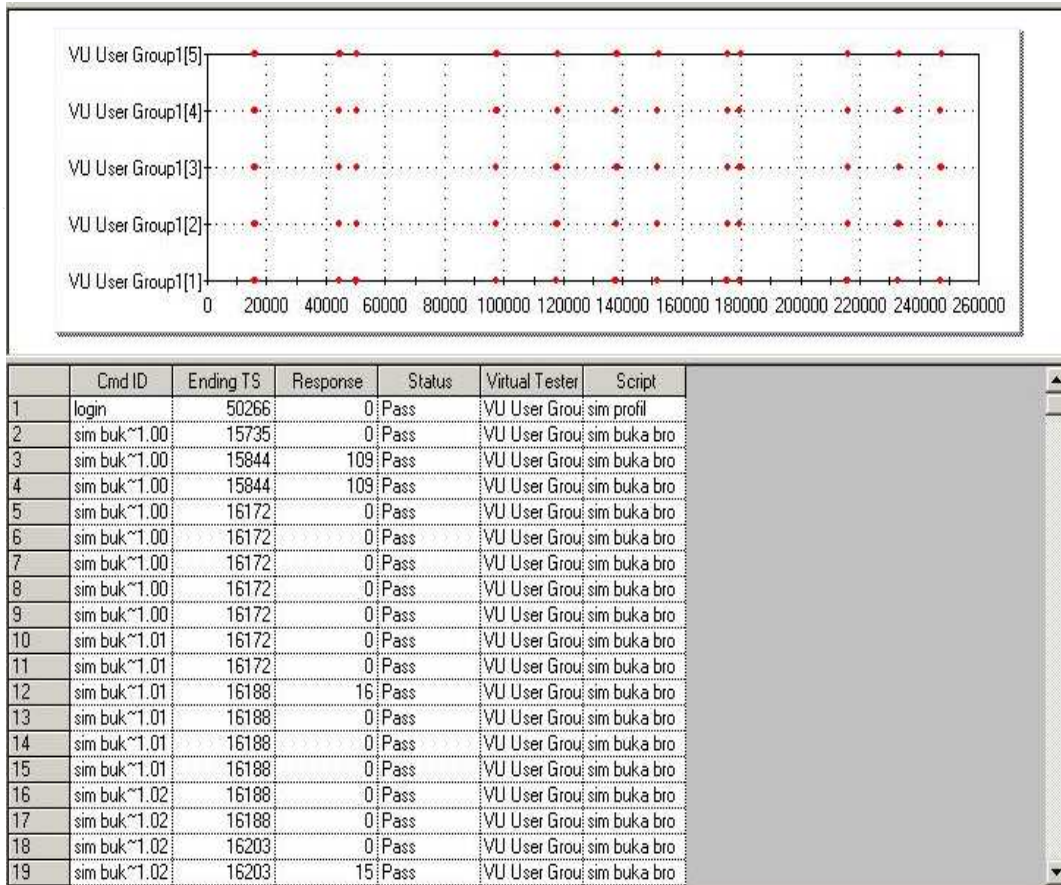 VU User Group1[5]
VU User Group1[4]
VU User Group1[3]
VU User Group1[2]
VU User Group1[1]
0 20000 40000 60000 80000 100000 120000 140000 160000 180000 200000 220000 240000 260000
Cmd ID Ending TS Response Status Virtual Tester Script
1 login 50266 0 Pass VU User Grou sim profil
2 sim buk~1.00 15735 0 Pass VU User Grou sim buka bro
3 sim buk~1.00 15844 109 Pass VU User Grou sim buka bro
4 sim buk~1.00 15844 109 Pass VU User Grou sim buka bro
5 sim buk~1.00 16172 0 Pass VU User Grou sim buka bro
6 sim buk~1.00 16172 0 Pass VU User Grou sim buka bro
7 sim buk~1.00 16172 0 Pass VU User Grou sim buka bro
8 sim buk~1.00 16172 0 Pass VU User Grou sim buka bro
9 sim buk~1.00 16172 0 Pass VU User Grou sim buka bro
10 sim buk~1.01 16172 0 Pass VU User Grou sim buka bro
11 sim buk~1.01 16172 0 Pass VU User Grou sim buka bro
12 sim buk~1.01 16188 16 Pass VU User Grou sim buka bro
13 sim buk~1.01 16188 0 Pass VU User Grou sim buka bro
14 sim buk~1.01 16188 0 Pass VU User Grou sim buka bro
15 sim buk~1.01 16188 0 Pass VU User Grou sim buka bro
16 sim buk~1.02 16188 0 Pass VU User Grou sim buka bro
17 sim buk~1.02 16188 0 Pass VU User Grou sim buka bro
18 sim buk~1.02 16203 0 Pass VU User Grou sim buka bro
19 sim buk~1.02 16203 15 Pass VU User Grou sim buka bro